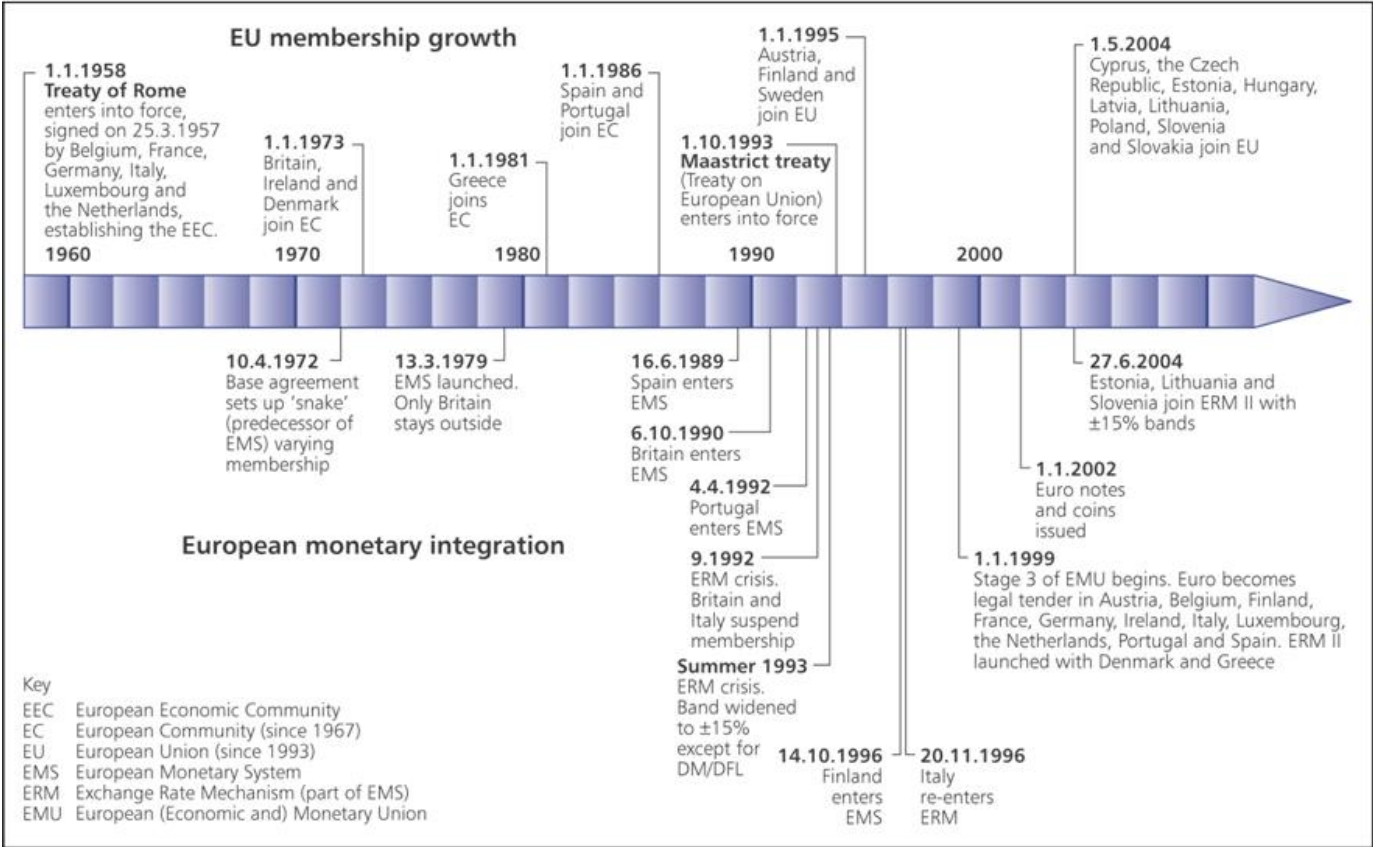 EU membership growth
1.1.1958
Treaty of Rome
enters into force,
signed on 25.3.1957
by Belgium, France,
Germany, Italy,
Luxembourg and
the Netherlands,
establishing the EEC.
1.1.1973
Britain,
Ireland and
Denmark
join EC
1.1.1981
Greece
joins
EC
1.1.1986
Spain and
Portugal
join EC
1.10.1993
Maastrict treaty
(Treaty on
European Union)
enters into force
1.1.1995
Austria,
Finland and
Sweden
join EU
1.5.2004
Cyprus, the Czech
Republic, Estonia, Hungary,
Latvia, Lithuania,
Poland, Slovenia
and Slovakia join EU
1960
1970
1980
1990
2000
10.4.1972
Base agreement
sets up ‘snake’
(predecessor of
EMS) varying
membership
13.3.1979
EMS launched.
Only Britain
stays outside
16.6.1989
Spain enters
EMS
6.10.1990
Britain enters
EMS
4.4.1992
Portugal
enters EMS
9.1992
ERM crisis.
Britain and
Italy suspend
membership
Summer 1993
ERM crisis.
Band widened
to ±15%
except for
DM/DFL
14.10.1996
Finland
enters
EMS
20.11.1996
Italy
re-enters
ERM
1.1.1999
Stage 3 of EMU begins. Euro becomes
legal tender in Austria, Belgium, Finland,
France, Germany, Ireland, Italy, Luxembourg,
the Netherlands, Portugal and Spain. ERM II
launched with Denmark and Greece
1.1.2002
Euro notes
and coins
issued
27.6.2004
Estonia, Lithuania and
Slovenia join ERM II with
±15% bands
European monetary integration
Key
EEC European Economic Community
EC European Community (since 1967)
EU European Union (since 1993)
EMS European Monetary System
ERM Exchange Rate Mechanism (part of EMS)
EMU European (Economic and) Monetary Union